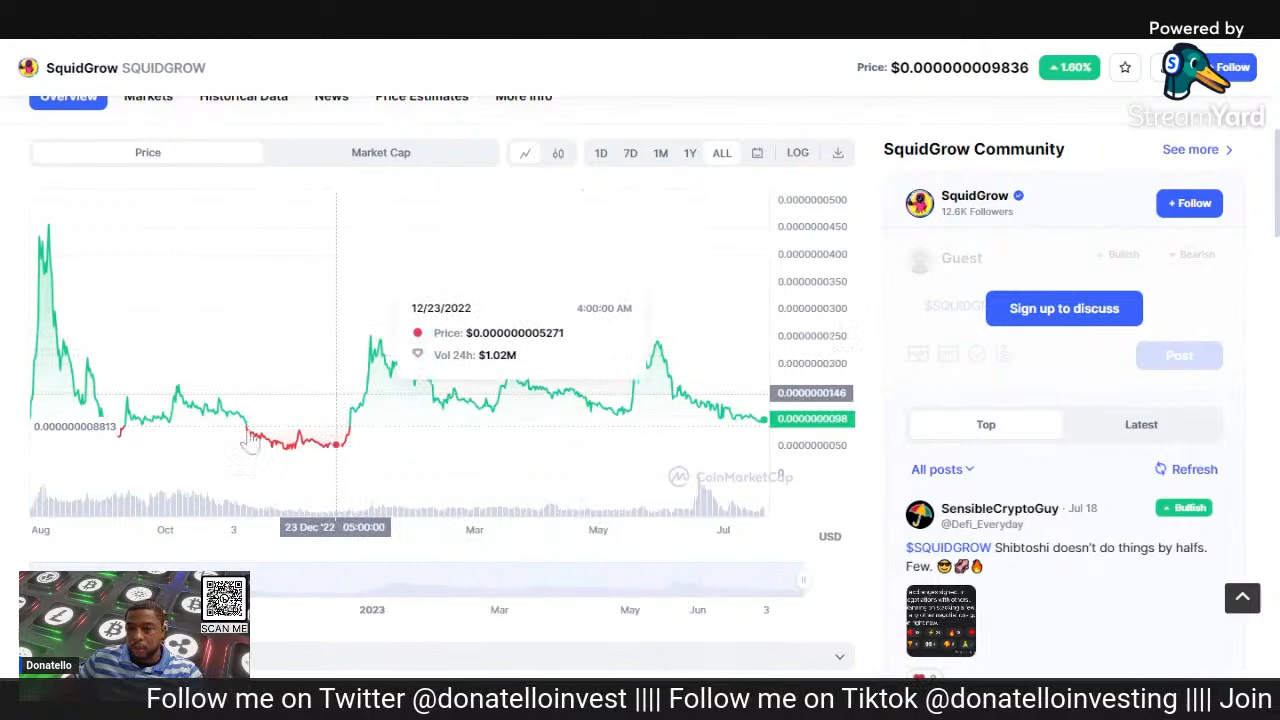 Powered by
StreamYard
SquidGrow SQUIDGROW
Price: $0.000000009836
1.60%
Follow
Overview Markets Historical Data News Price Estimates More Info
Price Market Cap
1D 7D 1M 1Y ALL LOG
SquidGrow Community
See more
SquidGrow
12.6K Followers
+ Follow
Guest
Bullish Bearish
$SQUIDGROW
Sign up to discuss
Post
Top Latest
All posts
Refresh
SensibleCryptoGuy · Jul 18
@Defi_Everyday
Bullish
$SQUIDGROW Shibtoshi doesn't do things by halfs.
Few. 😎
0.0000000500
0.0000000450
0.0000000400
0.0000000350
0.0000000300
0.0000000250
0.0000000300
0.0000000146
0.0000000098
0.0000000050
0
12/23/2022 4:00:00 AM
Price: $0.000000005271
Vol 24h: $1.02M
0.000000008813
CoinMarketCap
Aug Oct 3 23 Dec '22 05:00:00 Mar May Jul
USD
2023 Mar May Jun 3
SCAN ME
Donatello
Follow me on Twitter @donatelloinvest |||| Follow me on Tiktok @donatelloinvesting |||| Join